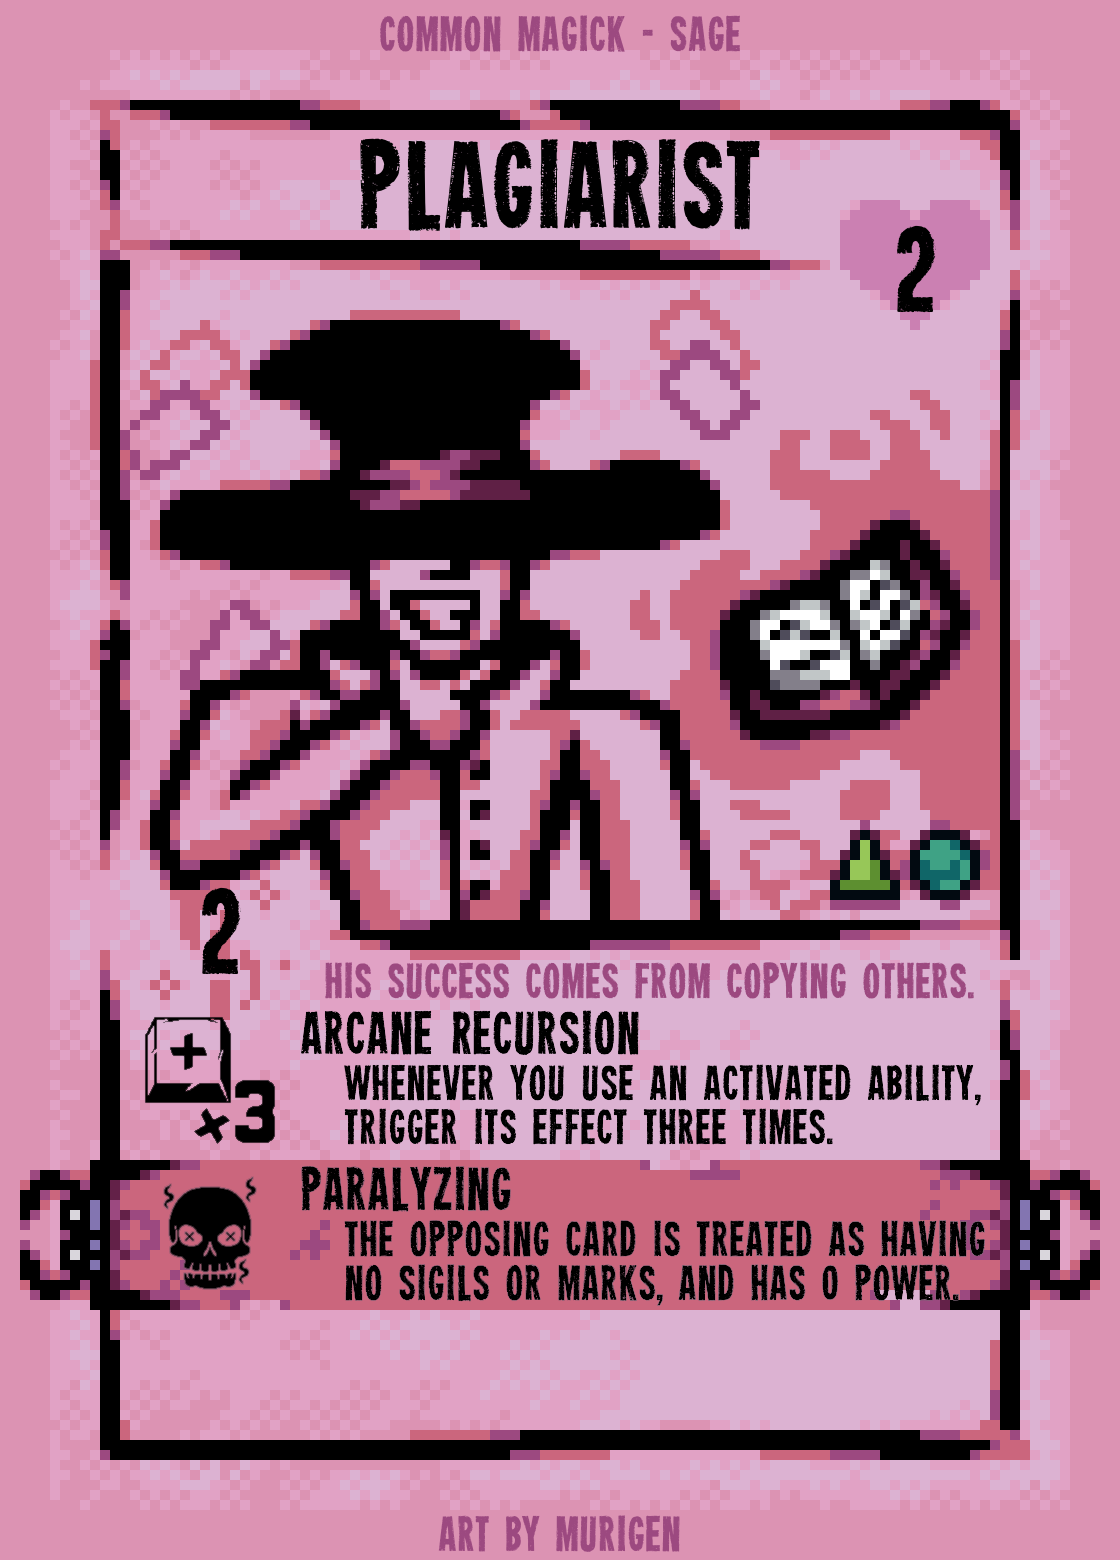 COMMON MAGICK - SAGE
PLAGIARIST
2
2
HIS SUCCESS COMES FROM COPYING OTHERS.
ARCANE RECURSION
WHENEVER YOU USE AN ACTIVATED ABILITY,
TRIGGER ITS EFFECT THREE TIMES.
+
×3
PARALYZING
THE OPPOSING CARD IS TREATED AS HAVING
NO SIGILS OR MARKS, AND HAS 0 POWER.
ART BY MURIGEN